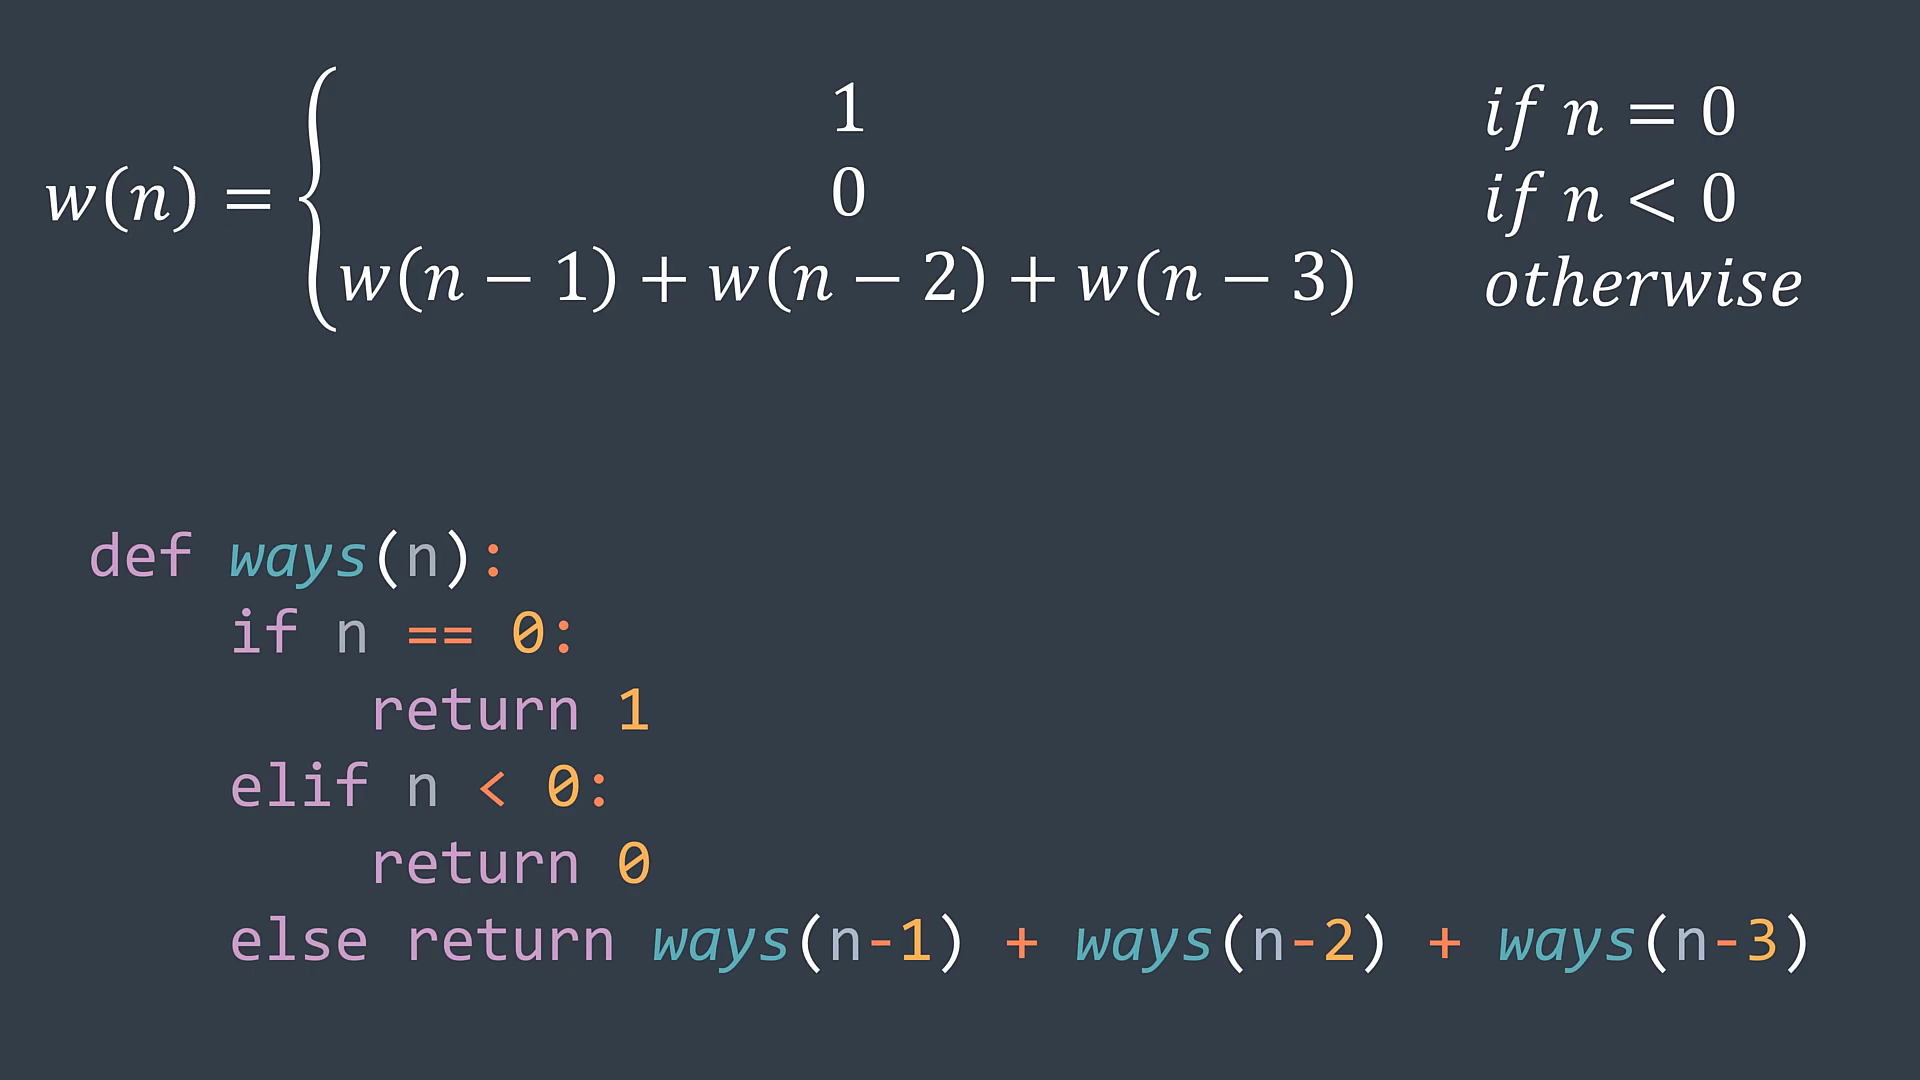 w(n) = { 1 if n = 0
0 if n < 0
w(n − 1) + w(n − 2) + w(n − 3) otherwise
def ways(n):
    if n == 0:
        return 1
    elif n < 0:
        return 0
    else return ways(n-1) + ways(n-2) + ways(n-3)